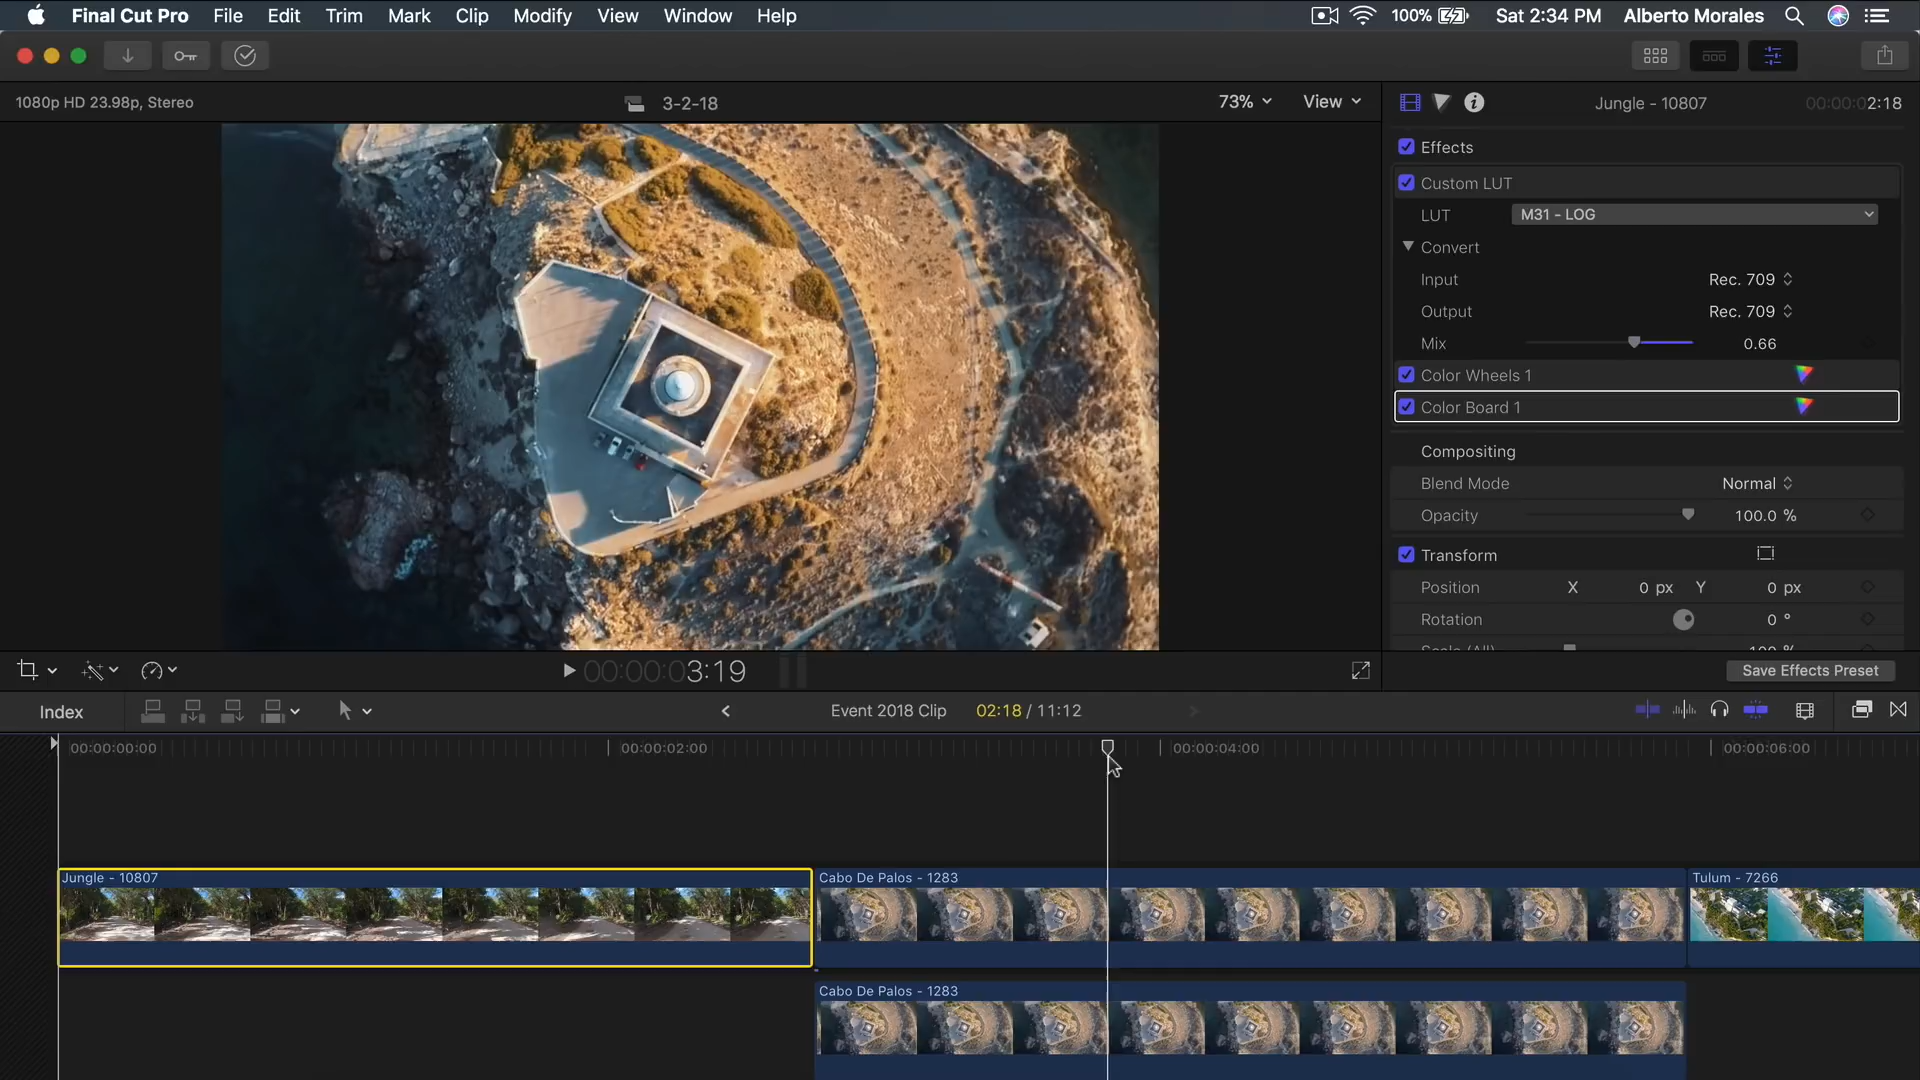 Final Cut Pro File Edit Trim Mark Clip Modify View Window Help 100% Sat 2:34 PM Alberto Morales
1080p HD 23.98p, Stereo 3-2-18 73% View Jungle - 10807 00:00:02:18
Effects
Custom LUT
LUT M31 - LOG
Convert
Input Rec. 709
Output Rec. 709
Mix 0.66
Color Wheels 1
Color Board 1
Compositing
Blend Mode Normal
Opacity 100.0 %
Transform
Position X 0 px Y 0 px
Rotation 0 °
Scale (All) 100 %
00:00:03:19 Save Effects Preset
Index Event 2018 Clip 02:18 / 11:12
00:00:00:00 00:00:02:00 00:00:04:00 00:00:06:00
Jungle - 10807 Cabo De Palos - 1283 Tulum - 7266
Cabo De Palos - 1283